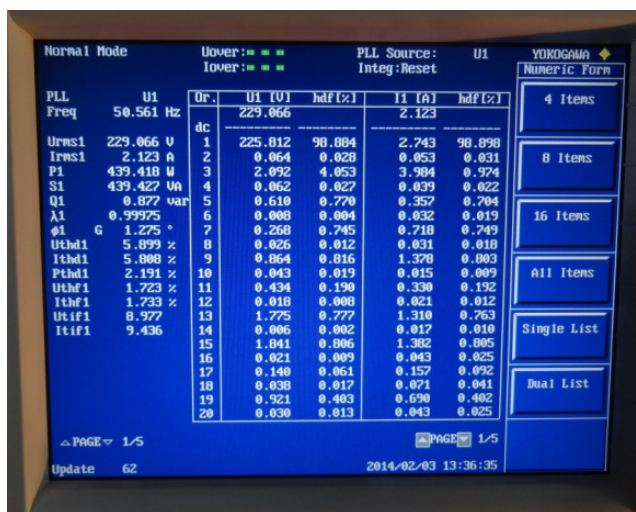 Normal Mode
Uover:
Iover:
PLL Source: U1
Integ:Reset
YOKOGAWA
Numeric Form
PLL U1
Freq 50.561 Hz
Urms1 229.066 V
Irms1 2.123 A
P1 439.418 W
S1 439.427 VA
Q1 0.877 var
λ1 0.99975
ø1 G 1.275 °
Uthd1 5.899 %
Ithd1 5.808 %
Pthd1 2.191 %
Uthf1 1.723 %
Ithf1 1.733 %
Utif1 8.977
Itif1 9.436
Or. U1 [V] hdf[%] I1 [A] hdf[%]
229.066 2.123
dc -------- -------- -------- --------
1 225.812 98.884 2.743 98.898
2 0.064 0.028 0.053 0.031
3 2.092 4.053 3.984 0.974
4 0.062 0.027 0.039 0.022
5 0.610 0.770 0.357 0.704
6 0.008 0.004 0.032 0.019
7 0.268 0.745 0.718 0.749
8 0.026 0.012 0.031 0.018
9 0.864 0.816 1.378 0.803
10 0.043 0.019 0.015 0.009
11 0.434 0.190 0.330 0.192
12 0.018 0.008 0.021 0.012
13 1.775 0.777 1.310 0.763
14 0.006 0.002 0.017 0.010
15 1.841 0.806 1.382 0.805
16 0.021 0.009 0.043 0.025
17 0.140 0.061 0.157 0.092
18 0.038 0.017 0.071 0.041
19 0.921 0.403 0.690 0.402
20 0.030 0.013 0.043 0.025
4 Items
8 Items
16 Items
All Items
Single List
Dual List
△PAGE▽ 1/5
△PAGE▽ 1/5
Update 62
2014/02/03 13:36:35